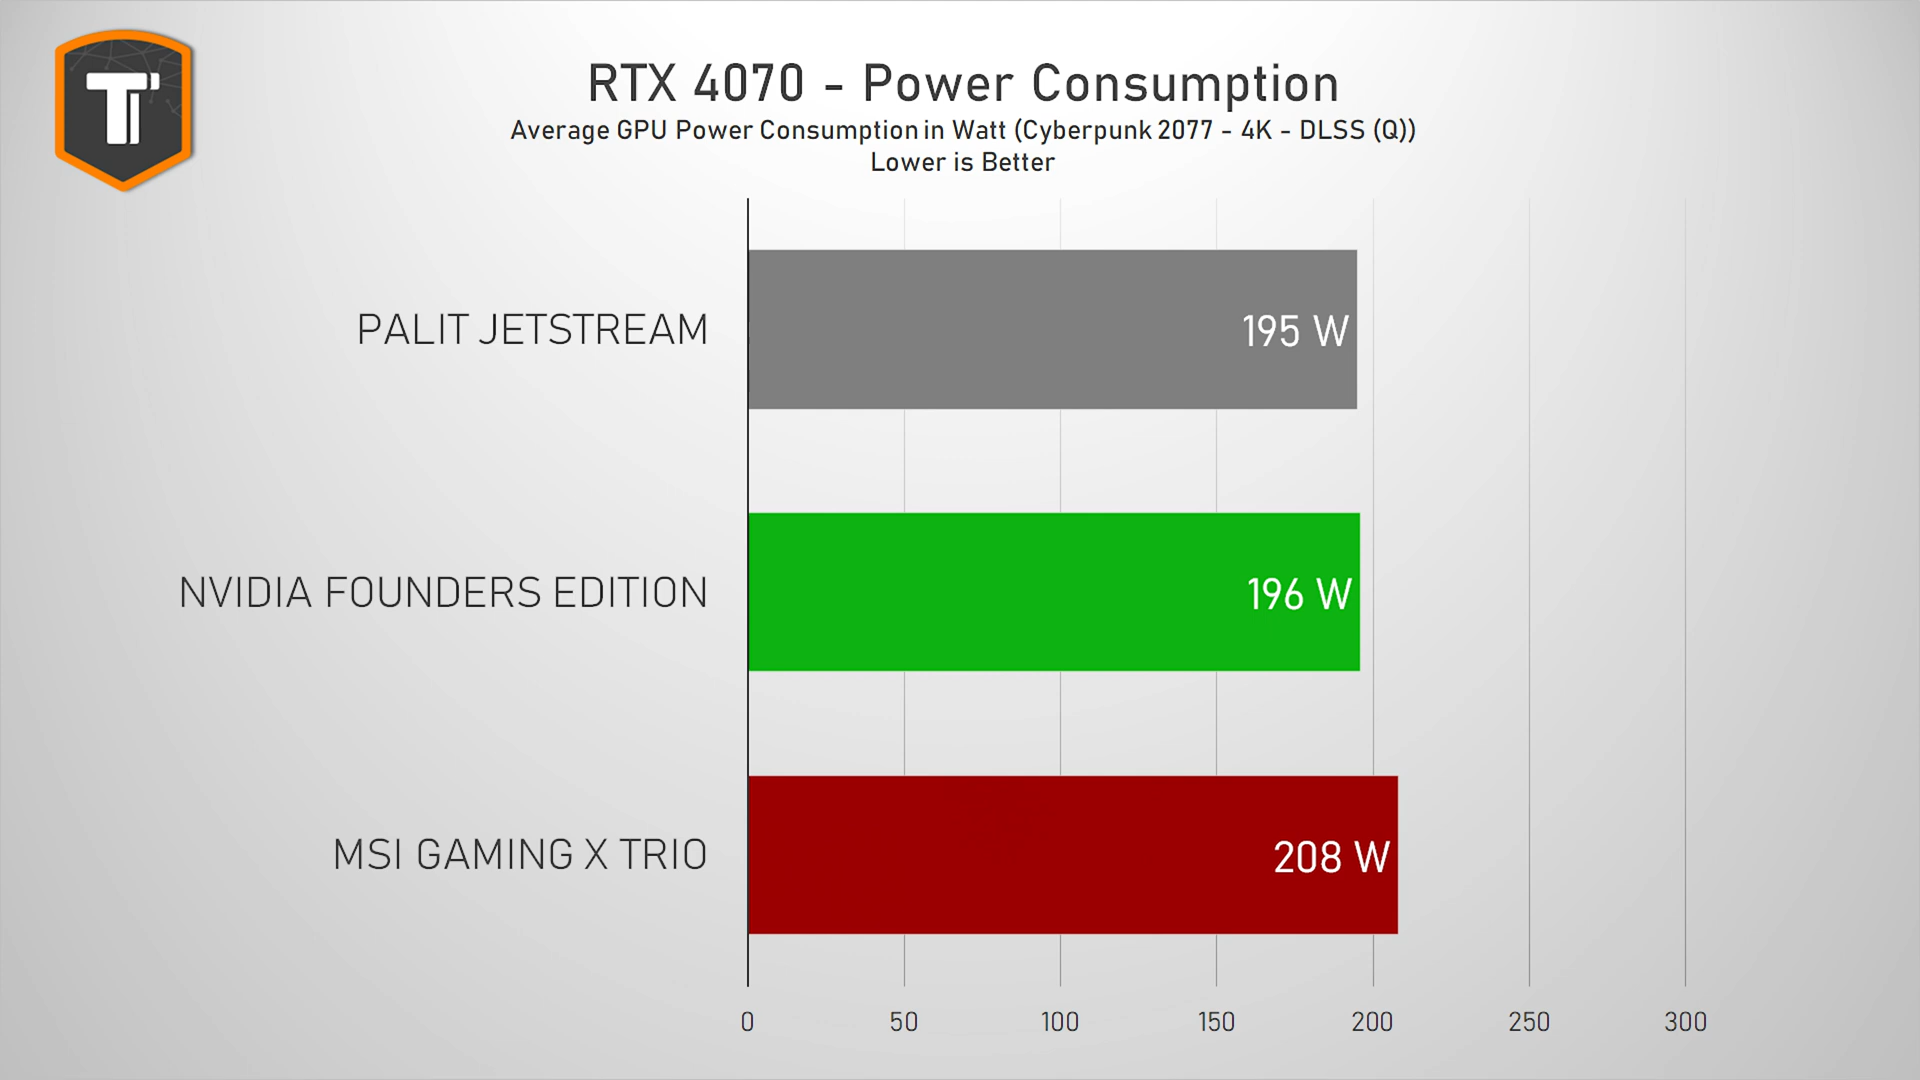 T
RTX 4070 - Power Consumption
Average GPU Power Consumption in Watt (Cyberpunk 2077 - 4K - DLSS (Q))
Lower is Better
PALIT JETSTREAM
195 W
NVIDIA FOUNDERS EDITION
196 W
MSI GAMING X TRIO
208 W
0 50 100 150 200 250 300